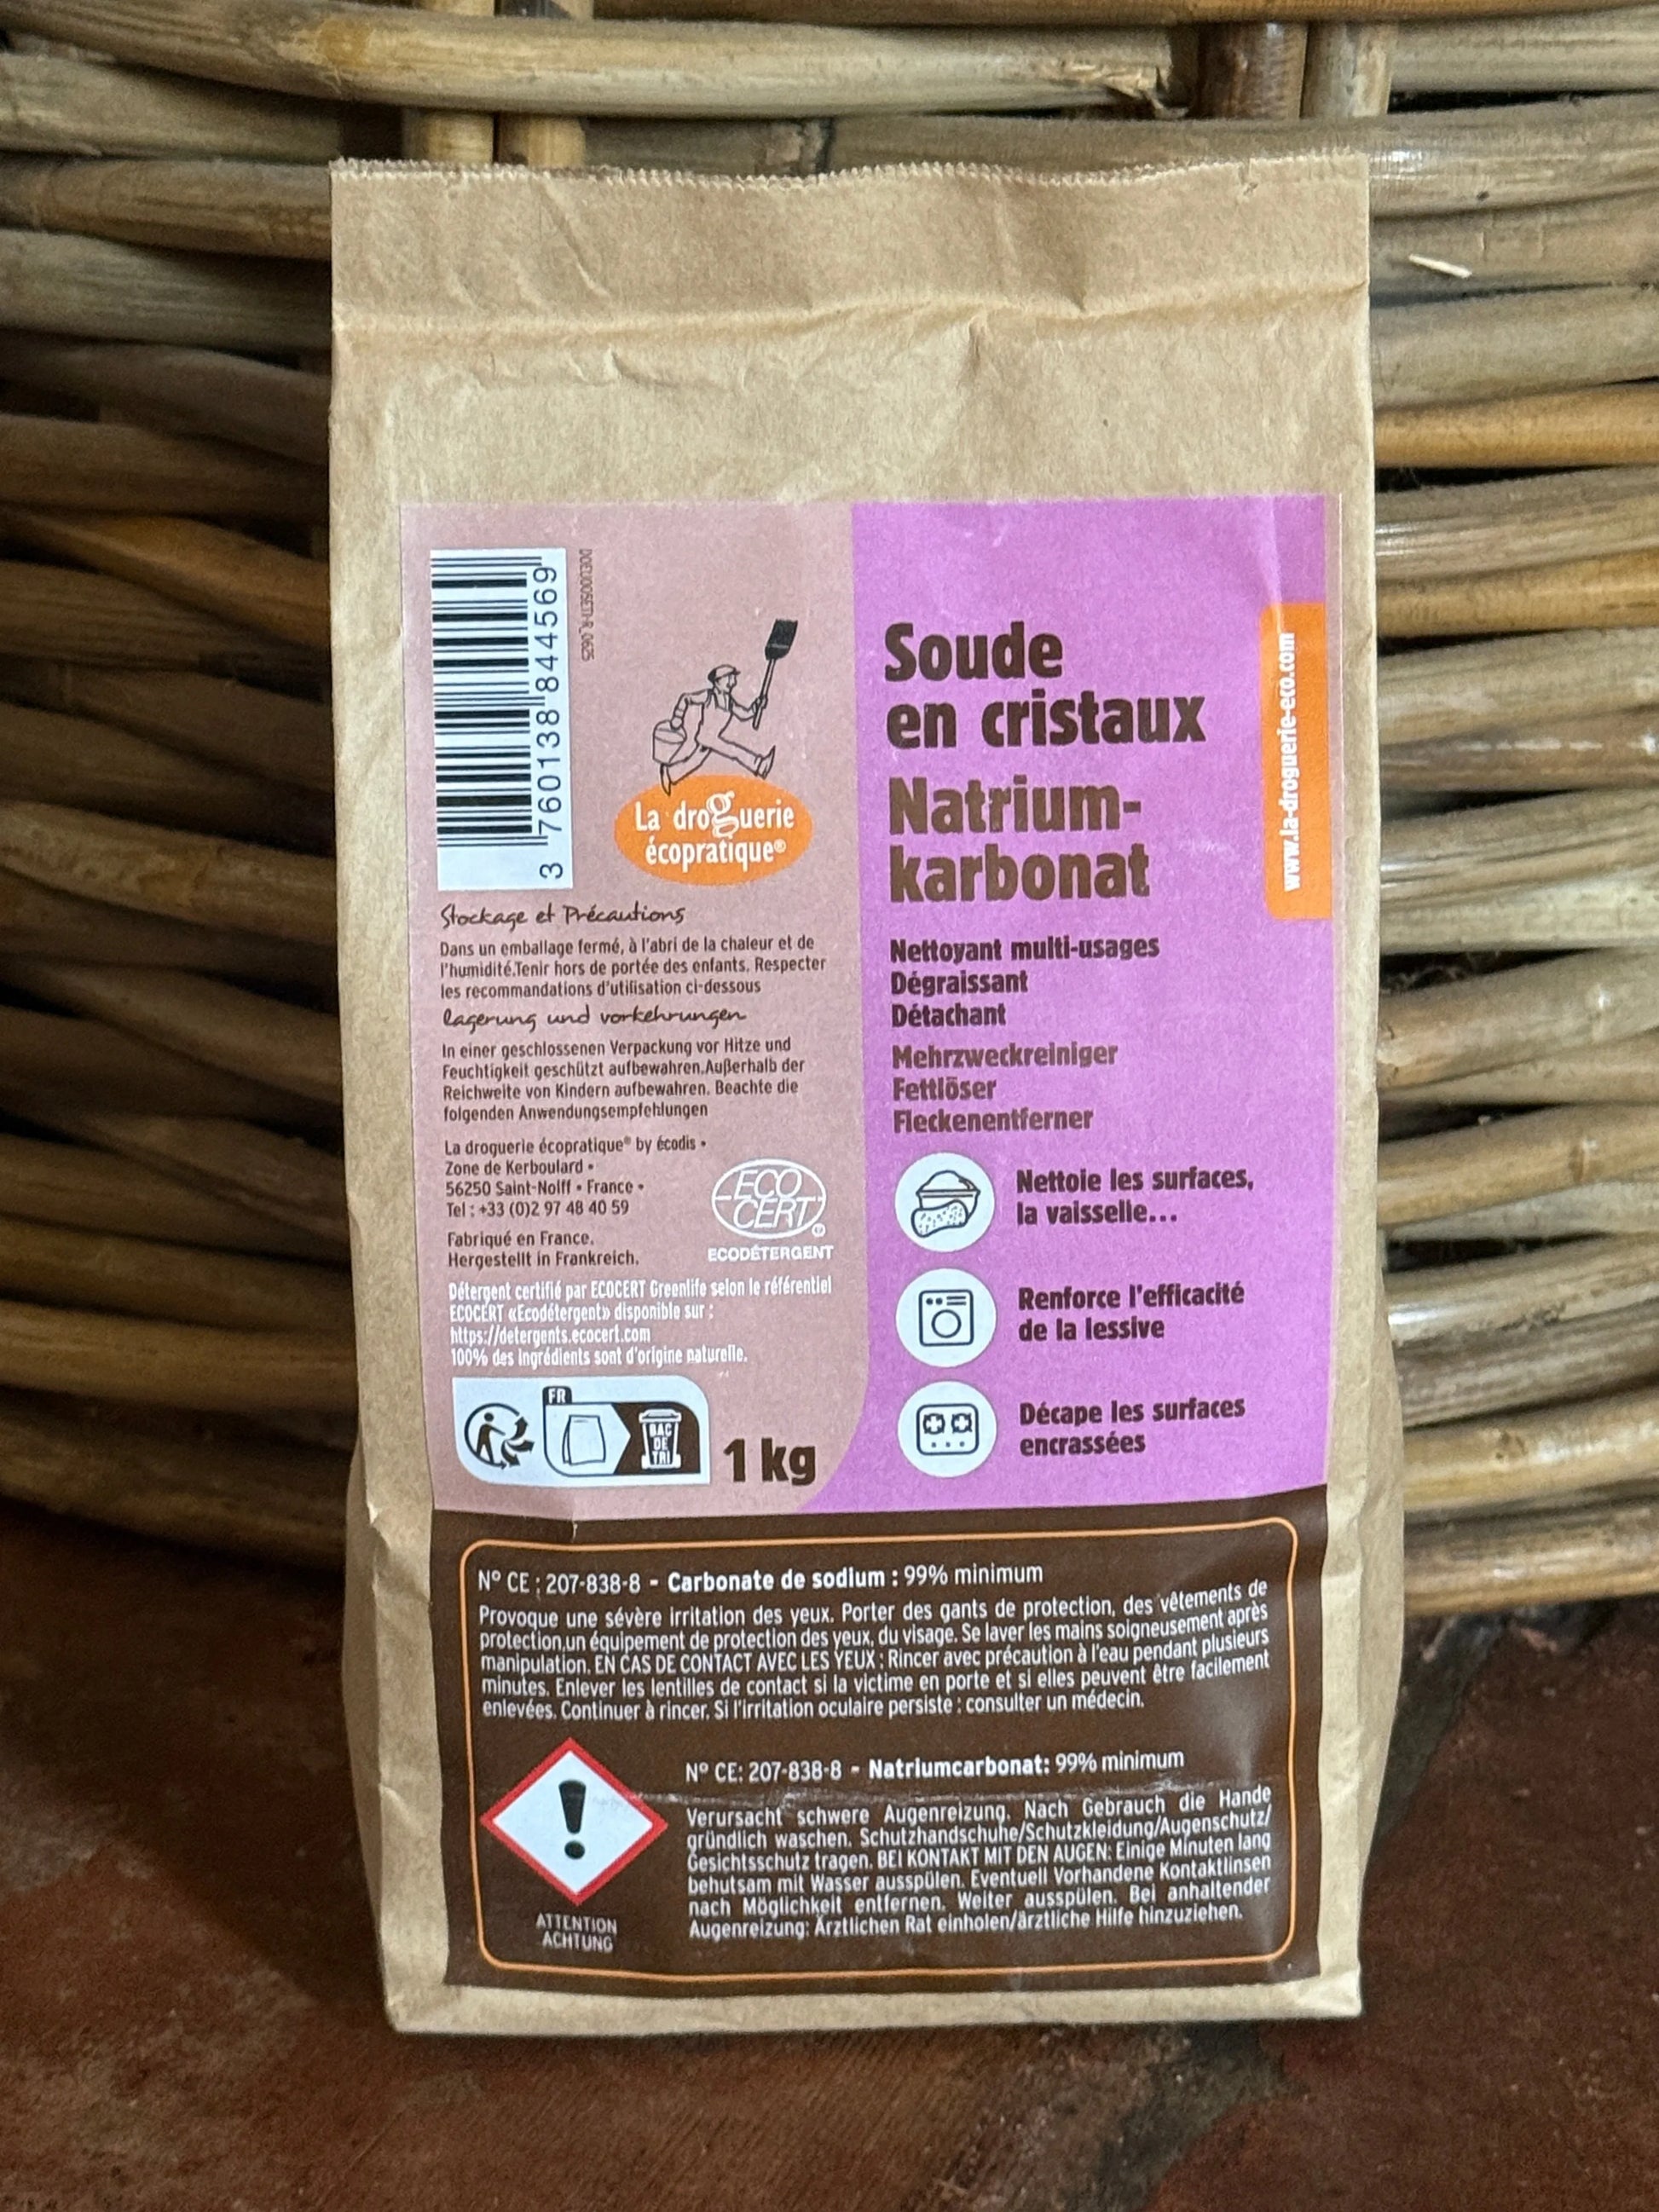 3 760138 844569
DOEU005ETI-R_0625
La droguerie
écopratique®
Stockage et Précautions
Dans un emballage fermé, à l'abri de la chaleur et de
l'humidité.Tenir hors de portée des enfants. Respecter
les recommandations d'utilisation ci-dessous
lagerung und vorkehrungen
In einer geschlossenen Verpackung vor Hitze und
Feuchtigkeit geschützt aufbewahren.Außerhalb der
Reichweite von Kindern aufbewahren. Beachte die
folgenden Anwendungsempfehlungen
La droguerie écopratique® by écodis •
Zone de Kerboulard •
56250 Saint-Nolff • France •
Tel : +33 (0)2 97 48 40 59
Fabriqué en France.
Hergestellt in Frankreich.
ECO
CERT®
ECODÉTERGENT
Détergent certifié par ECOCERT Greenlife selon le référentiel
ECOCERT «Ecodétergent» disponible sur :
https://detergents.ecocert.com
100% des ingrédients sont d'origine naturelle.
FR
BAC
DE
TRI
1 kg
Soude
en cristaux
Natrium-
karbonat
www.la-droguerie-eco.com
Nettoyant multi-usages
Dégraissant
Détachant
Mehrzweckreiniger
Fettlöser
Fleckenentferner
Nettoie les surfaces,
la vaisselle...
Renforce l'efficacité
de la lessive
Décape les surfaces
encrassées
N° CE : 207-838-8 - Carbonate de sodium : 99% minimum
Provoque une sévère irritation des yeux. Porter des gants de protection, des vêtements de
protection,un équipement de protection des yeux, du visage. Se laver les mains soigneusement après
manipulation. EN CAS DE CONTACT AVEC LES YEUX : Rincer avec précaution à l'eau pendant plusieurs
minutes. Enlever les lentilles de contact si la victime en porte et si elles peuvent être facilement
enlevées. Continuer à rincer. Si l'irritation oculaire persiste : consulter un médecin.
ATTENTION
ACHTUNG
N° CE: 207-838-8 - Natriumcarbonat: 99% minimum
Verursacht schwere Augenreizung. Nach Gebrauch die Hande
gründlich waschen. Schutzhandschuhe/Schutzkleidung/Augenschutz/
Gesichtsschutz tragen. BEI KONTAKT MIT DEN AUGEN: Einige Minuten lang
behutsam mit Wasser ausspülen. Eventuell Vorhandene Kontaktlinsen
nach Möglichkeit entfernen. Weiter ausspülen. Bei anhaltender
Augenreizung: Ärztlichen Rat einholen/ärztliche Hilfe hinzuziehen.